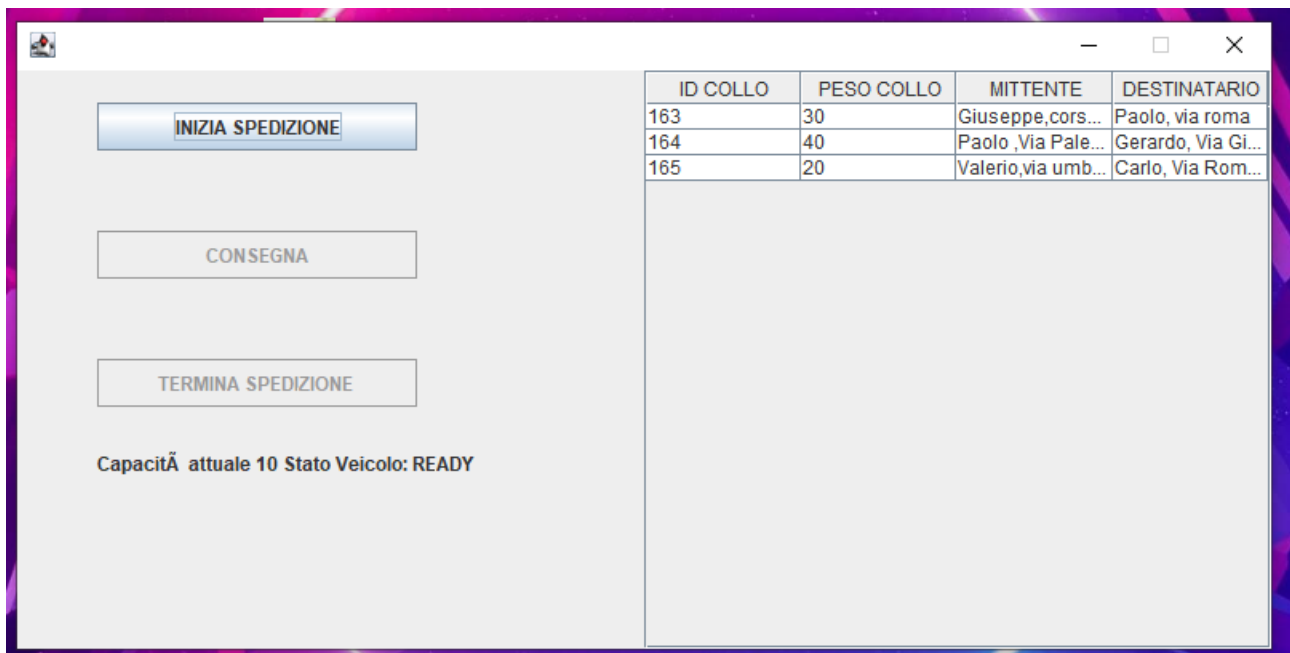 INIZIA SPEDIZIONE
CONSEGNA
TERMINA SPEDIZIONE
CapacitÃ attuale 10 Stato Veicolo: READY
ID COLLO PESO COLLO MITTENTE DESTINATARIO
163 30 Giuseppe,cors... Paolo, via roma
164 40 Paolo ,Via Pale... Gerardo, Via Gi...
165 20 Valerio,via umb... Carlo, Via Rom...